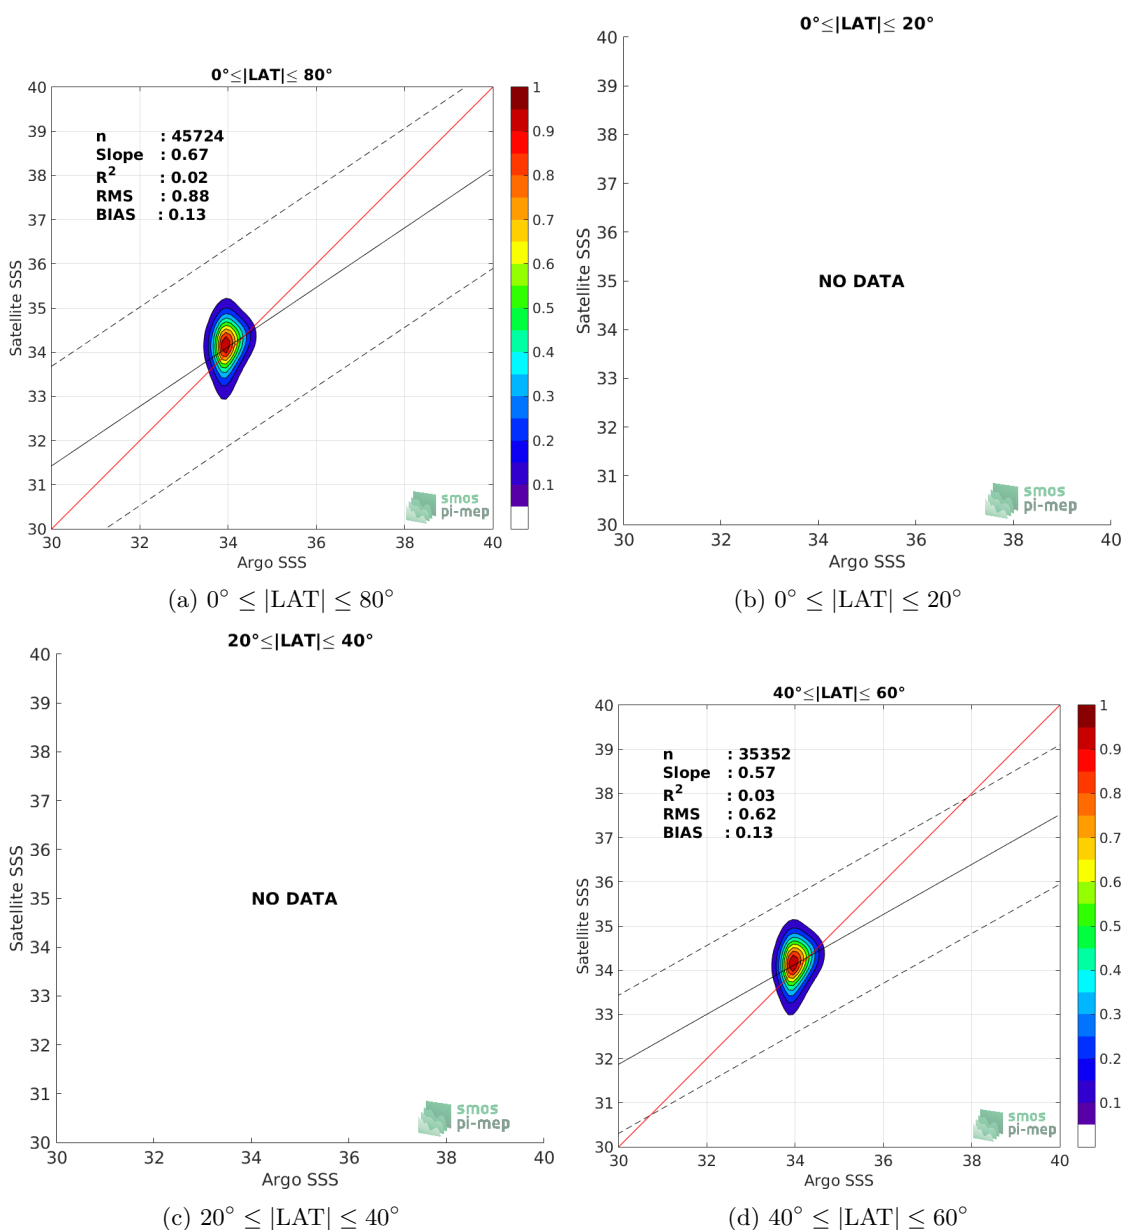 0°≤|LAT|≤ 80°
n : 45724
Slope : 0.67
R2 : 0.02
RMS : 0.88
BIAS : 0.13
40
39
38
37
36
35
34
33
32
31
30
Satellite SSS
30 32 34 36 38 40
Argo SSS
1
0.9
0.8
0.7
0.6
0.5
0.4
0.3
0.2
0.1
smos
pi-mep
(a) 0° ≤ |LAT| ≤ 80°
0°≤|LAT|≤ 20°
40
39
38
37
36
35
34
33
32
31
30
Satellite SSS
NO DATA
30 32 34 36 38 40
Argo SSS
smos
pi-mep
(b) 0° ≤ |LAT| ≤ 20°
20°≤|LAT|≤ 40°
40
39
38
37
36
35
34
33
32
31
30
Satellite SSS
NO DATA
30 32 34 36 38 40
Argo SSS
smos
pi-mep
(c) 20° ≤ |LAT| ≤ 40°
40°≤|LAT|≤ 60°
n : 35352
Slope : 0.57
R2 : 0.03
RMS : 0.62
BIAS : 0.13
40
39
38
37
36
35
34
33
32
31
30
Satellite SSS
30 32 34 36 38 40
Argo SSS
1
0.9
0.8
0.7
0.6
0.5
0.4
0.3
0.2
0.1
smos
pi-mep
(d) 40° ≤ |LAT| ≤ 60°